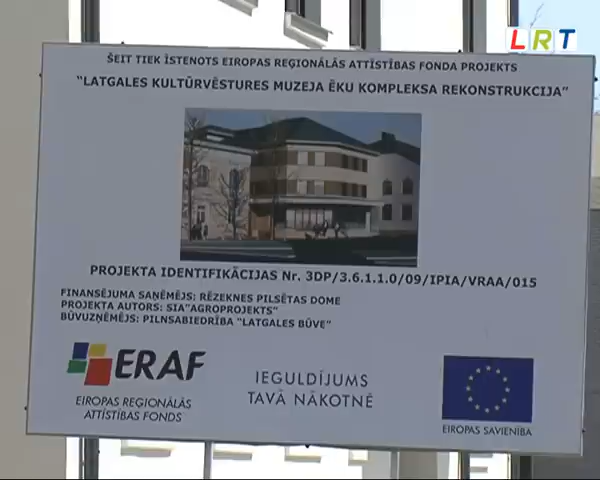 LRT
ŠEIT TIEK ĪSTENOTS EIROPAS REĢIONĀLĀS ATTĪSTĪBAS FONDA PROJEKTS
"LATGALES KULTŪRVĒSTURES MUZEJA ĒKU KOMPLEKSA REKONSTRUKCIJA"
PROJEKTA IDENTIFIKĀCIJAS Nr. 3DP/3.6.1.1.0/09/IPIA/VRAA/015
FINANSĒJUMA SAŅĒMĒJS: RĒZEKNES PILSĒTAS DOME
PROJEKTA AUTORS: SIA"AGROPROJEKTS"
BŪVUZŅĒMĒJS: PILNSABIEDRĪBA "LATGALES BŪVE"
ERAF
EIROPAS REĢIONĀLĀS
ATTĪSTĪBAS FONDS
IEGULDĪJUMS
TAVĀ NĀKOTNĒ
EIROPAS SAVIENĪBA